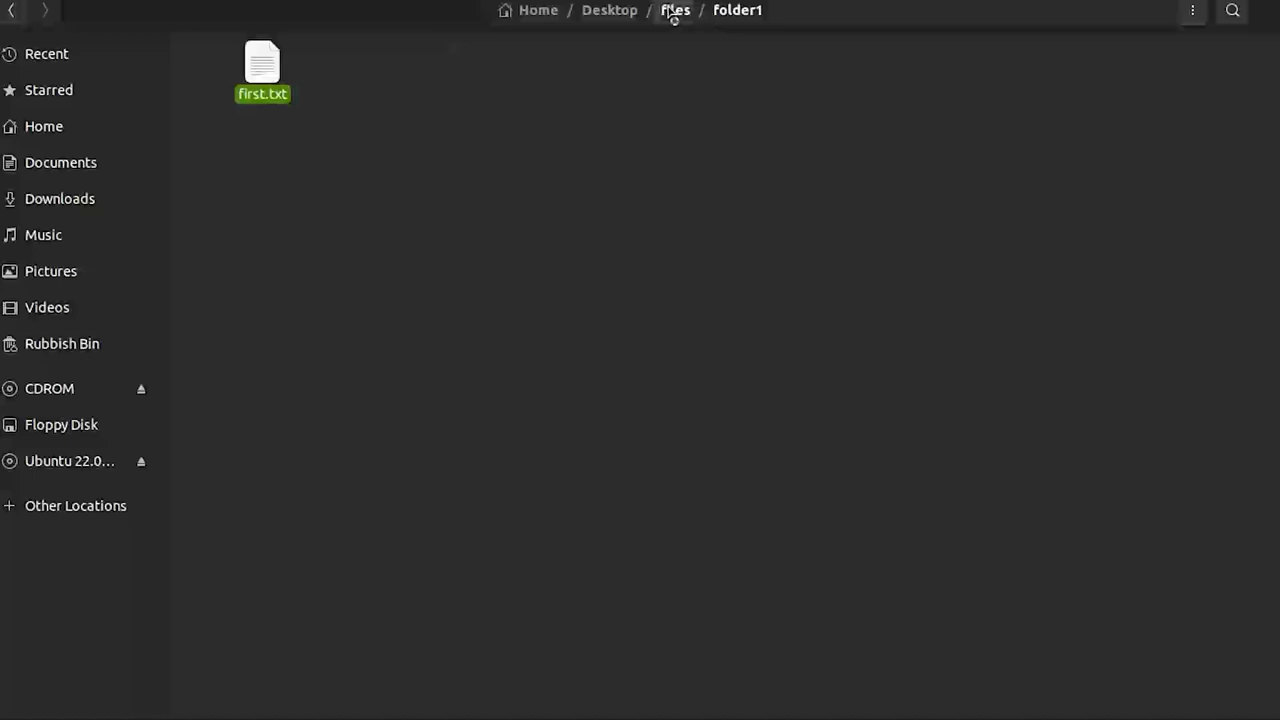 Home / Desktop / files / folder1
Recent
Starred
Home
Documents
Downloads
Music
Pictures
Videos
Rubbish Bin
CDROM
Floppy Disk
Ubuntu 22.0...
Other Locations
first.txt